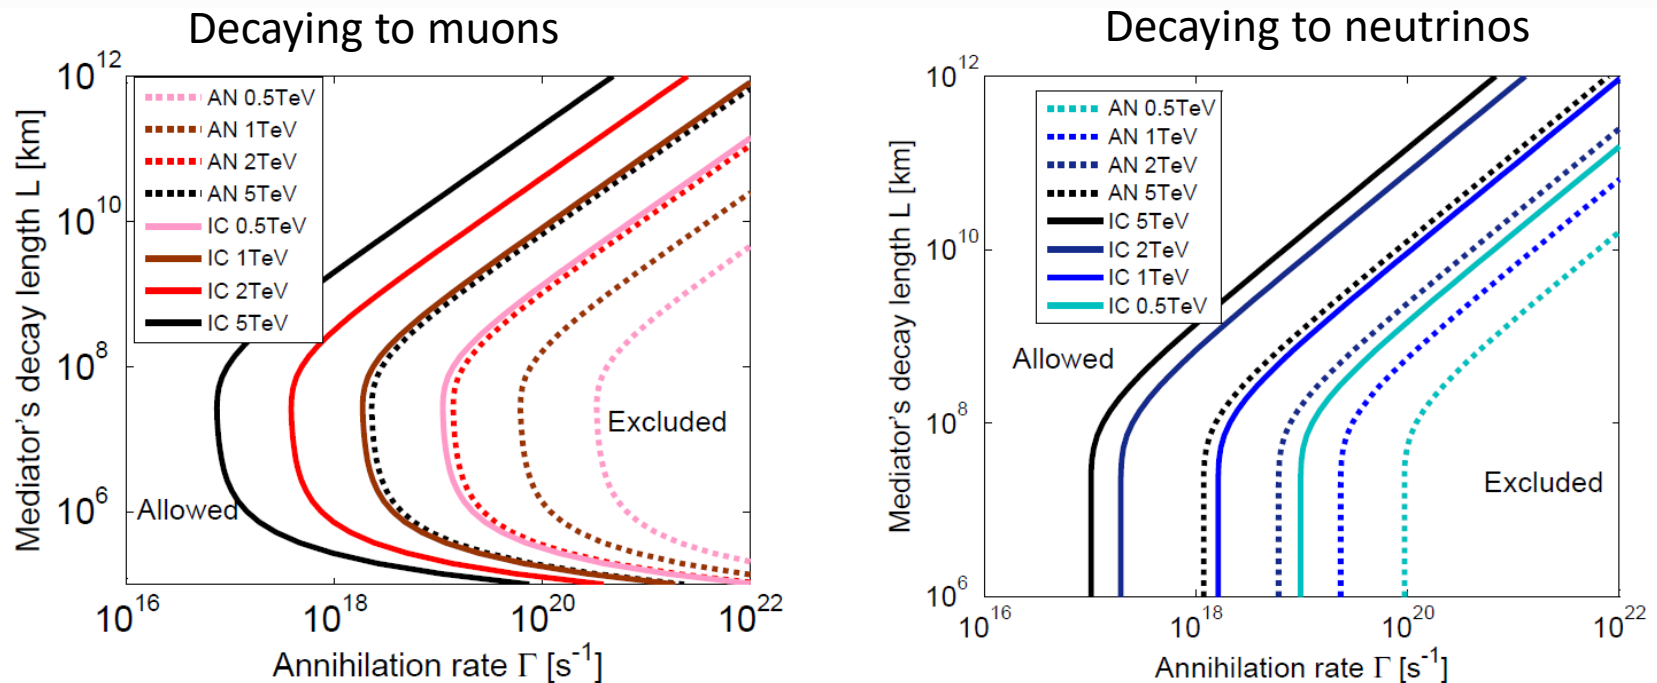 Decaying to muons
Mediator's decay length L [km]
10^12
10^10
10^8
10^6
AN 0.5TeV
AN 1TeV
AN 2TeV
AN 5TeV
IC 0.5TeV
IC 1TeV
IC 2TeV
IC 5TeV
Excluded
Allowed
10^16
10^18
10^20
10^22
Annihilation rate Γ [s^-1]
Decaying to neutrinos
Mediator's decay length L [km]
10^12
10^10
10^8
10^6
AN 0.5TeV
AN 1TeV
AN 2TeV
AN 5TeV
IC 5TeV
IC 2TeV
IC 1TeV
IC 0.5TeV
Allowed
Excluded
10^16
10^18
10^20
10^22
Annihilation rate Γ [s^-1]